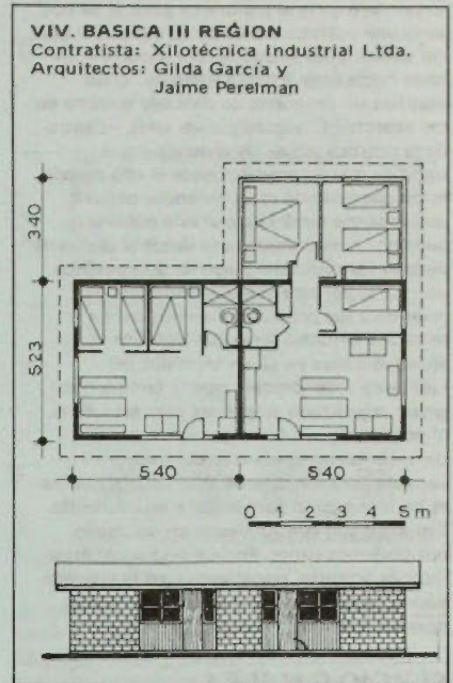 VIV. BASICA III REGION
Contratista: Xilotécnica Industrial Ltda.
Arquitectos: Gilda García y
Jaime Perelman
340
523
540 540
0 1 2 3 4 5 m